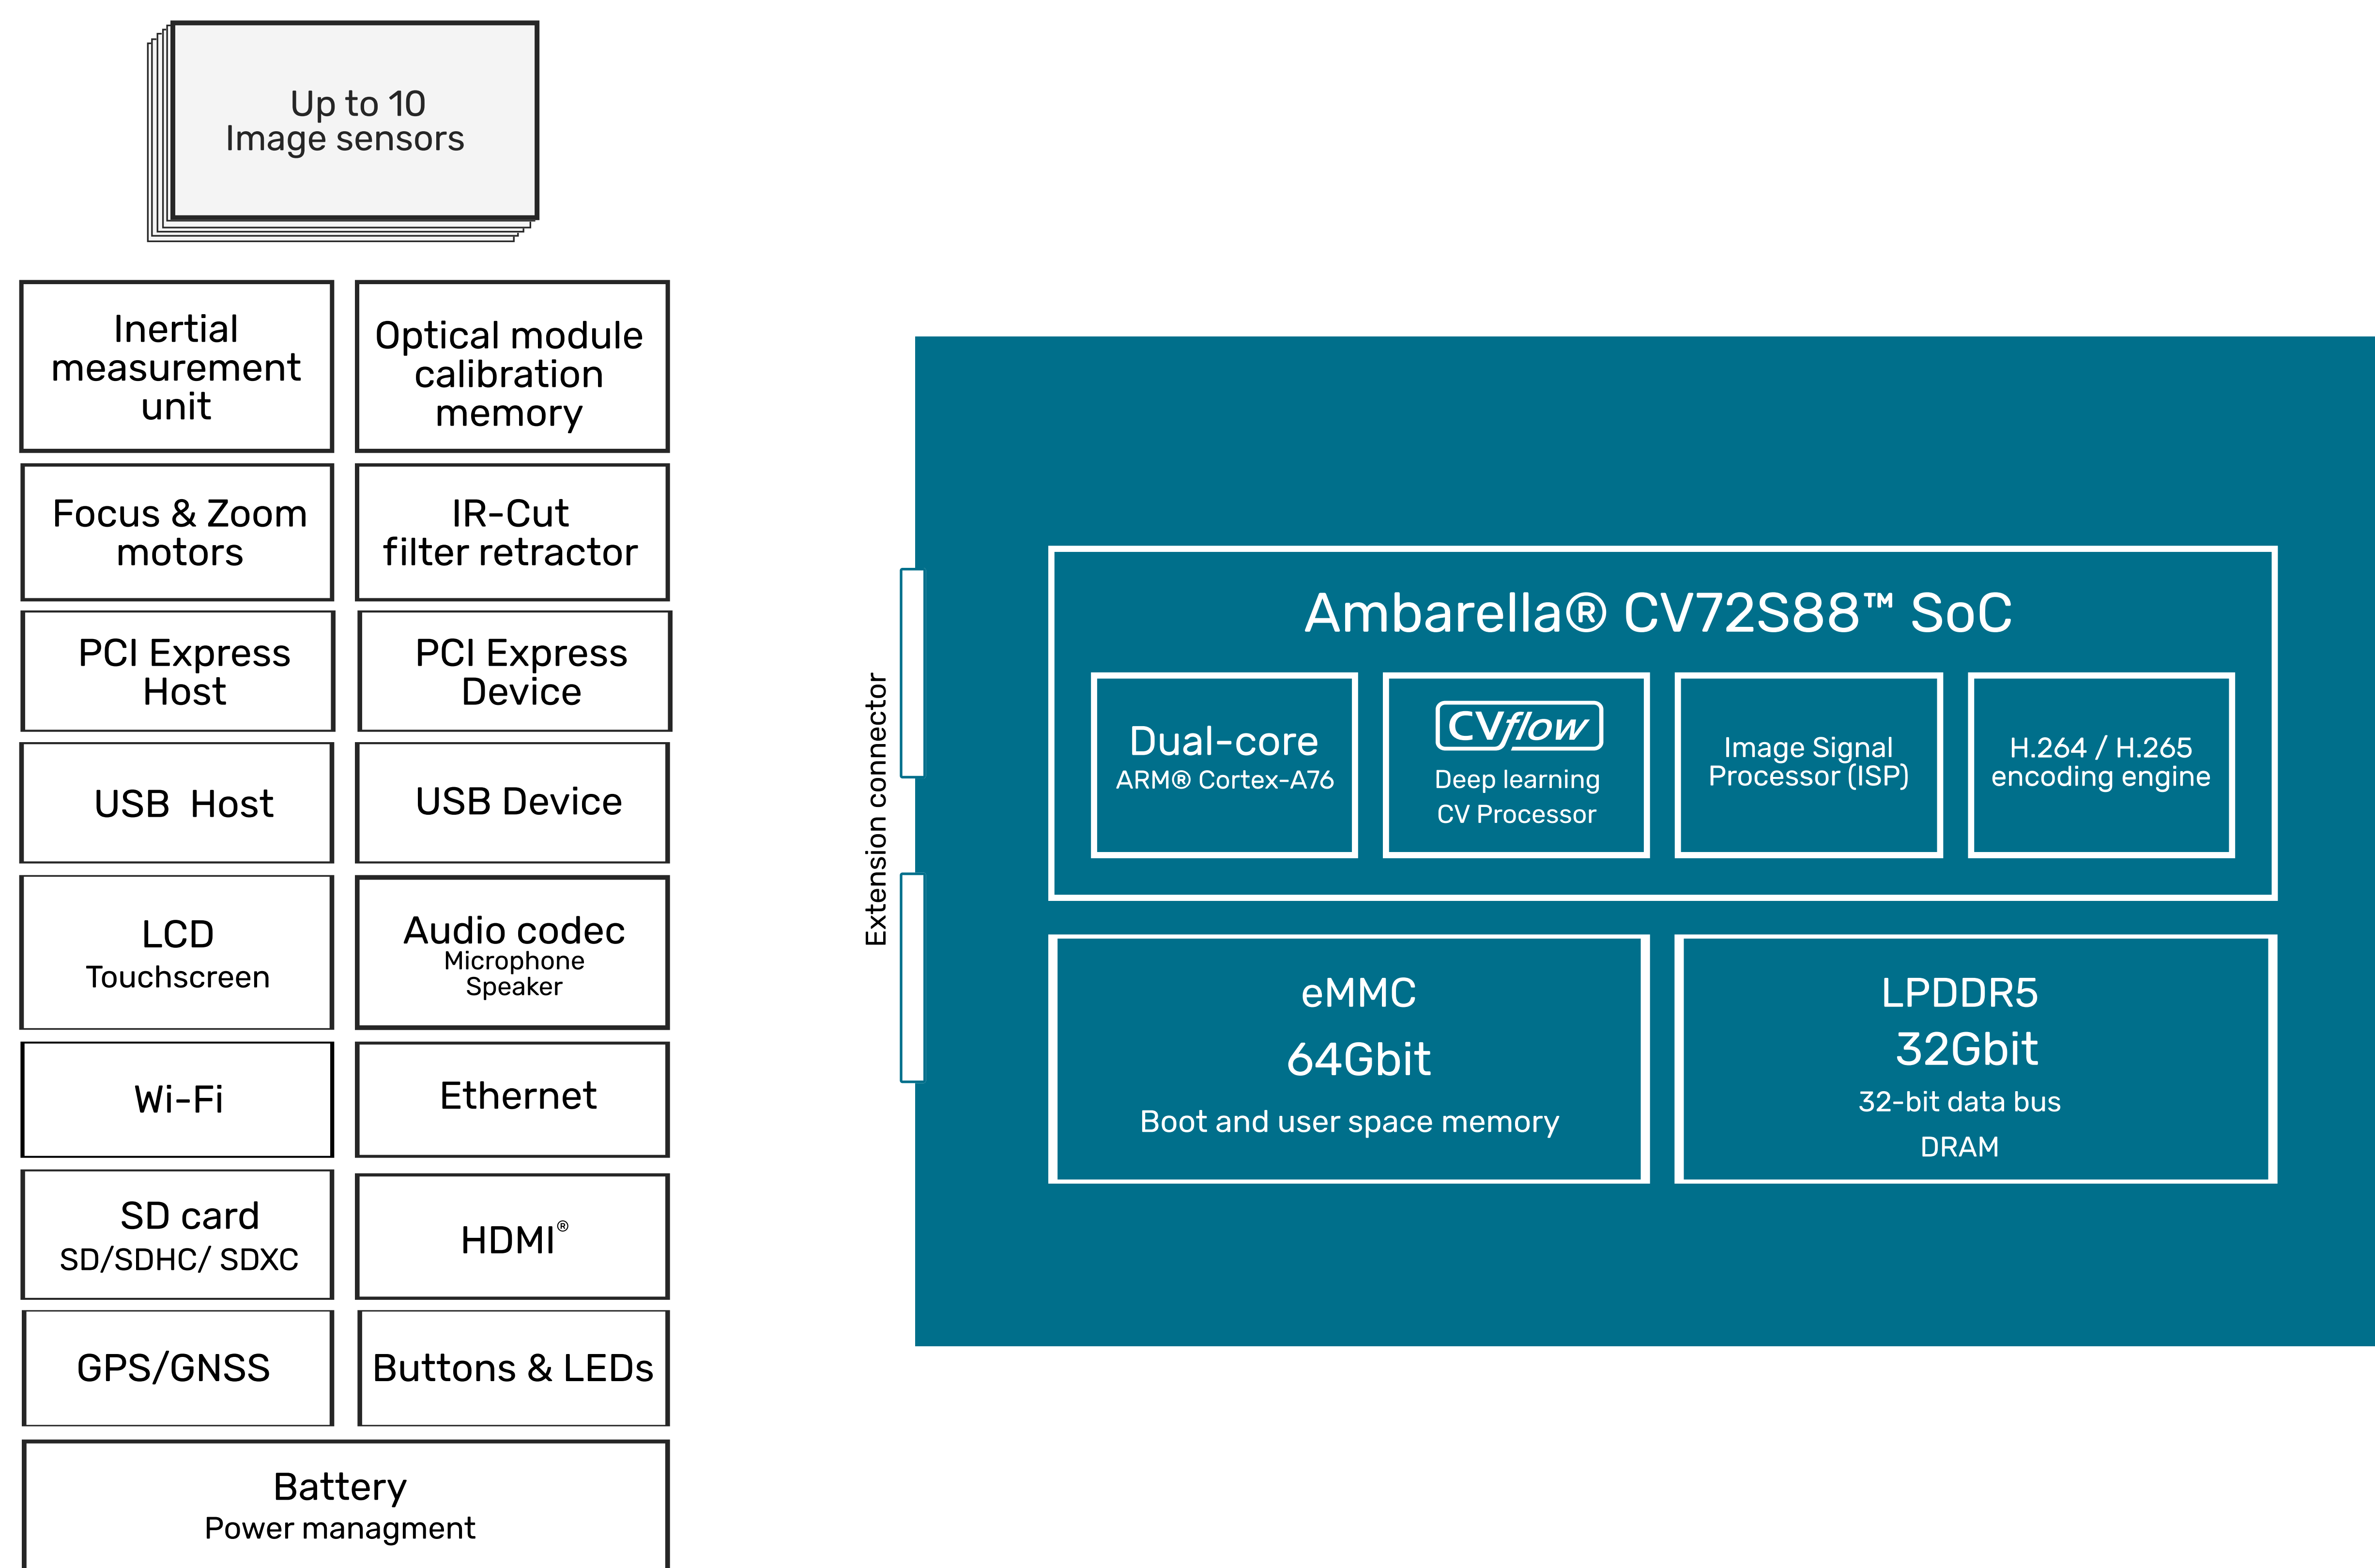 Up to 10
Image sensors
Inertial
measurement
unit
Optical module
calibration
memory
Focus & Zoom
motors
IR-Cut
filter retractor
PCI Express
Host
PCI Express
Device
USB Host
USB Device
LCD
Touchscreen
Audio codec
Microphone
Speaker
Wi-Fi
Ethernet
SD card
SD/SDHC/ SDXC
HDMI®
GPS/GNSS
Buttons & LEDs
Battery
Power managment
Extension connector
Ambarella® CV72S88™ SoC
Dual-core
ARM® Cortex-A76
CVflow
Deep learning
CV Processor
Image Signal
Processor (ISP)
H.264 / H.265
encoding engine
eMMC
64Gbit
Boot and user space memory
LPDDR5
32Gbit
32-bit data bus
DRAM